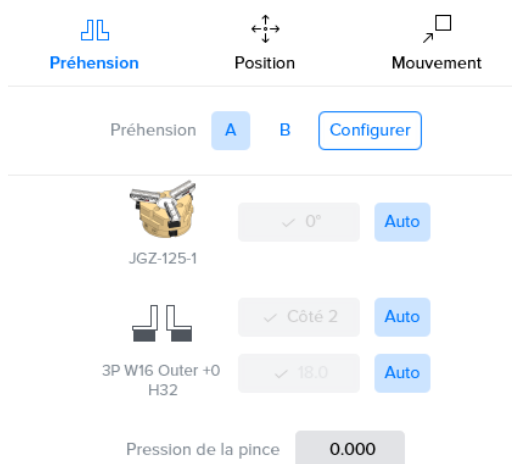 Préhension
Position
Mouvement
Préhension A B Configurer
0° Auto
JGZ-125-1
Côté 2 Auto
3P W16 Outer +0
H32
18.0 Auto
Pression de la pince 0.000